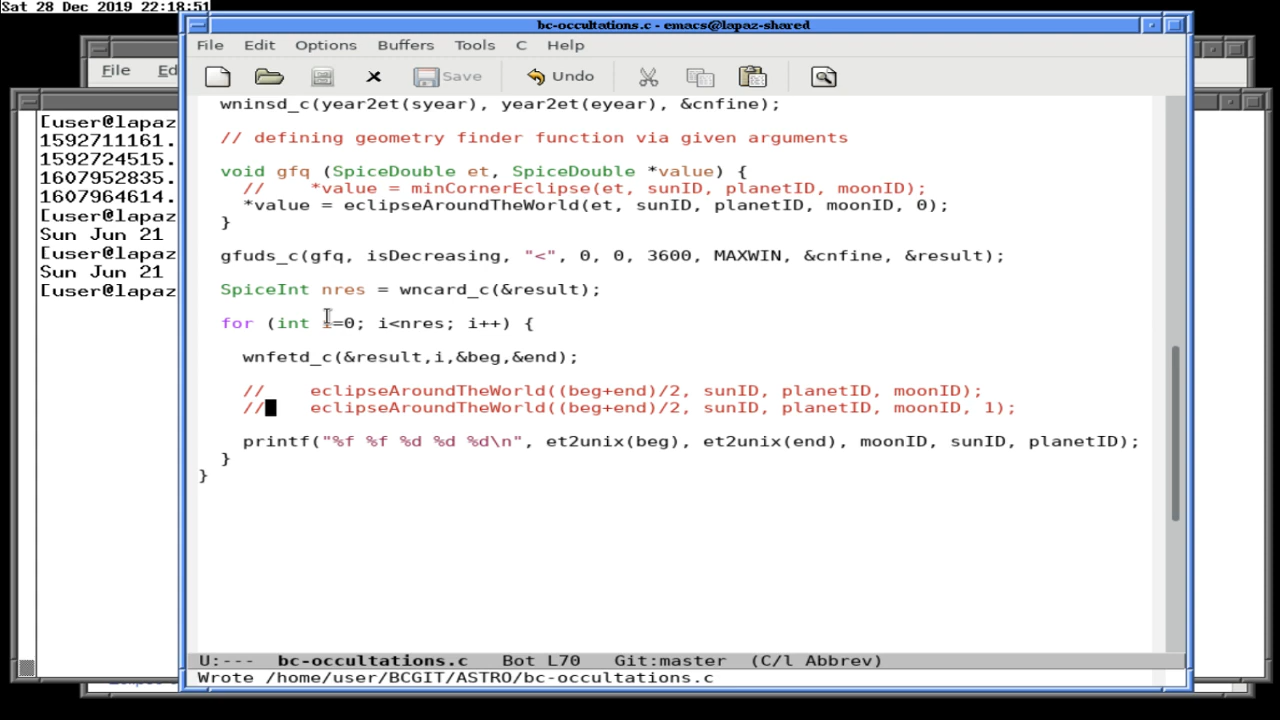 Sat 28 Dec 2019 22:18:51
bc-occultations.c - emacs@lapaz-shared
File Edit Options Buffers Tools C Help
File Ed
Save Undo
[user@lapaz
1592711161.
1592724515.
1607952835.
1607964614.
[user@lapaz
Sun Jun 21
[user@lapaz
Sun Jun 21
[user@lapaz
wninsd_c(year2et(syear), year2et(eyear), &cnfine);
// defining geometry finder function via given arguments
void gfq (SpiceDouble et, SpiceDouble *value) {
//    *value = minCornerEclipse(et, sunID, planetID, moonID);
*value = eclipseAroundTheWorld(et, sunID, planetID, moonID, 0);
}
gfuds_c(gfq, isDecreasing, "<", 0, 0, 3600, MAXWIN, &cnfine, &result);
SpiceInt nres = wncard_c(&result);
for (int i=0; i<nres; i++) {
wnfetd_c(&result,i,&beg,&end);
//    eclipseAroundTheWorld((beg+end)/2, sunID, planetID, moonID);
//    eclipseAroundTheWorld((beg+end)/2, sunID, planetID, moonID, 1);
printf("%f %f %d %d %d\n", et2unix(beg), et2unix(end), moonID, sunID, planetID);
}
}
U:---  bc-occultations.c   Bot L70   Git:master  (C/l Abbrev)
Wrote /home/user/BCGIT/ASTRO/bc-occultations.c